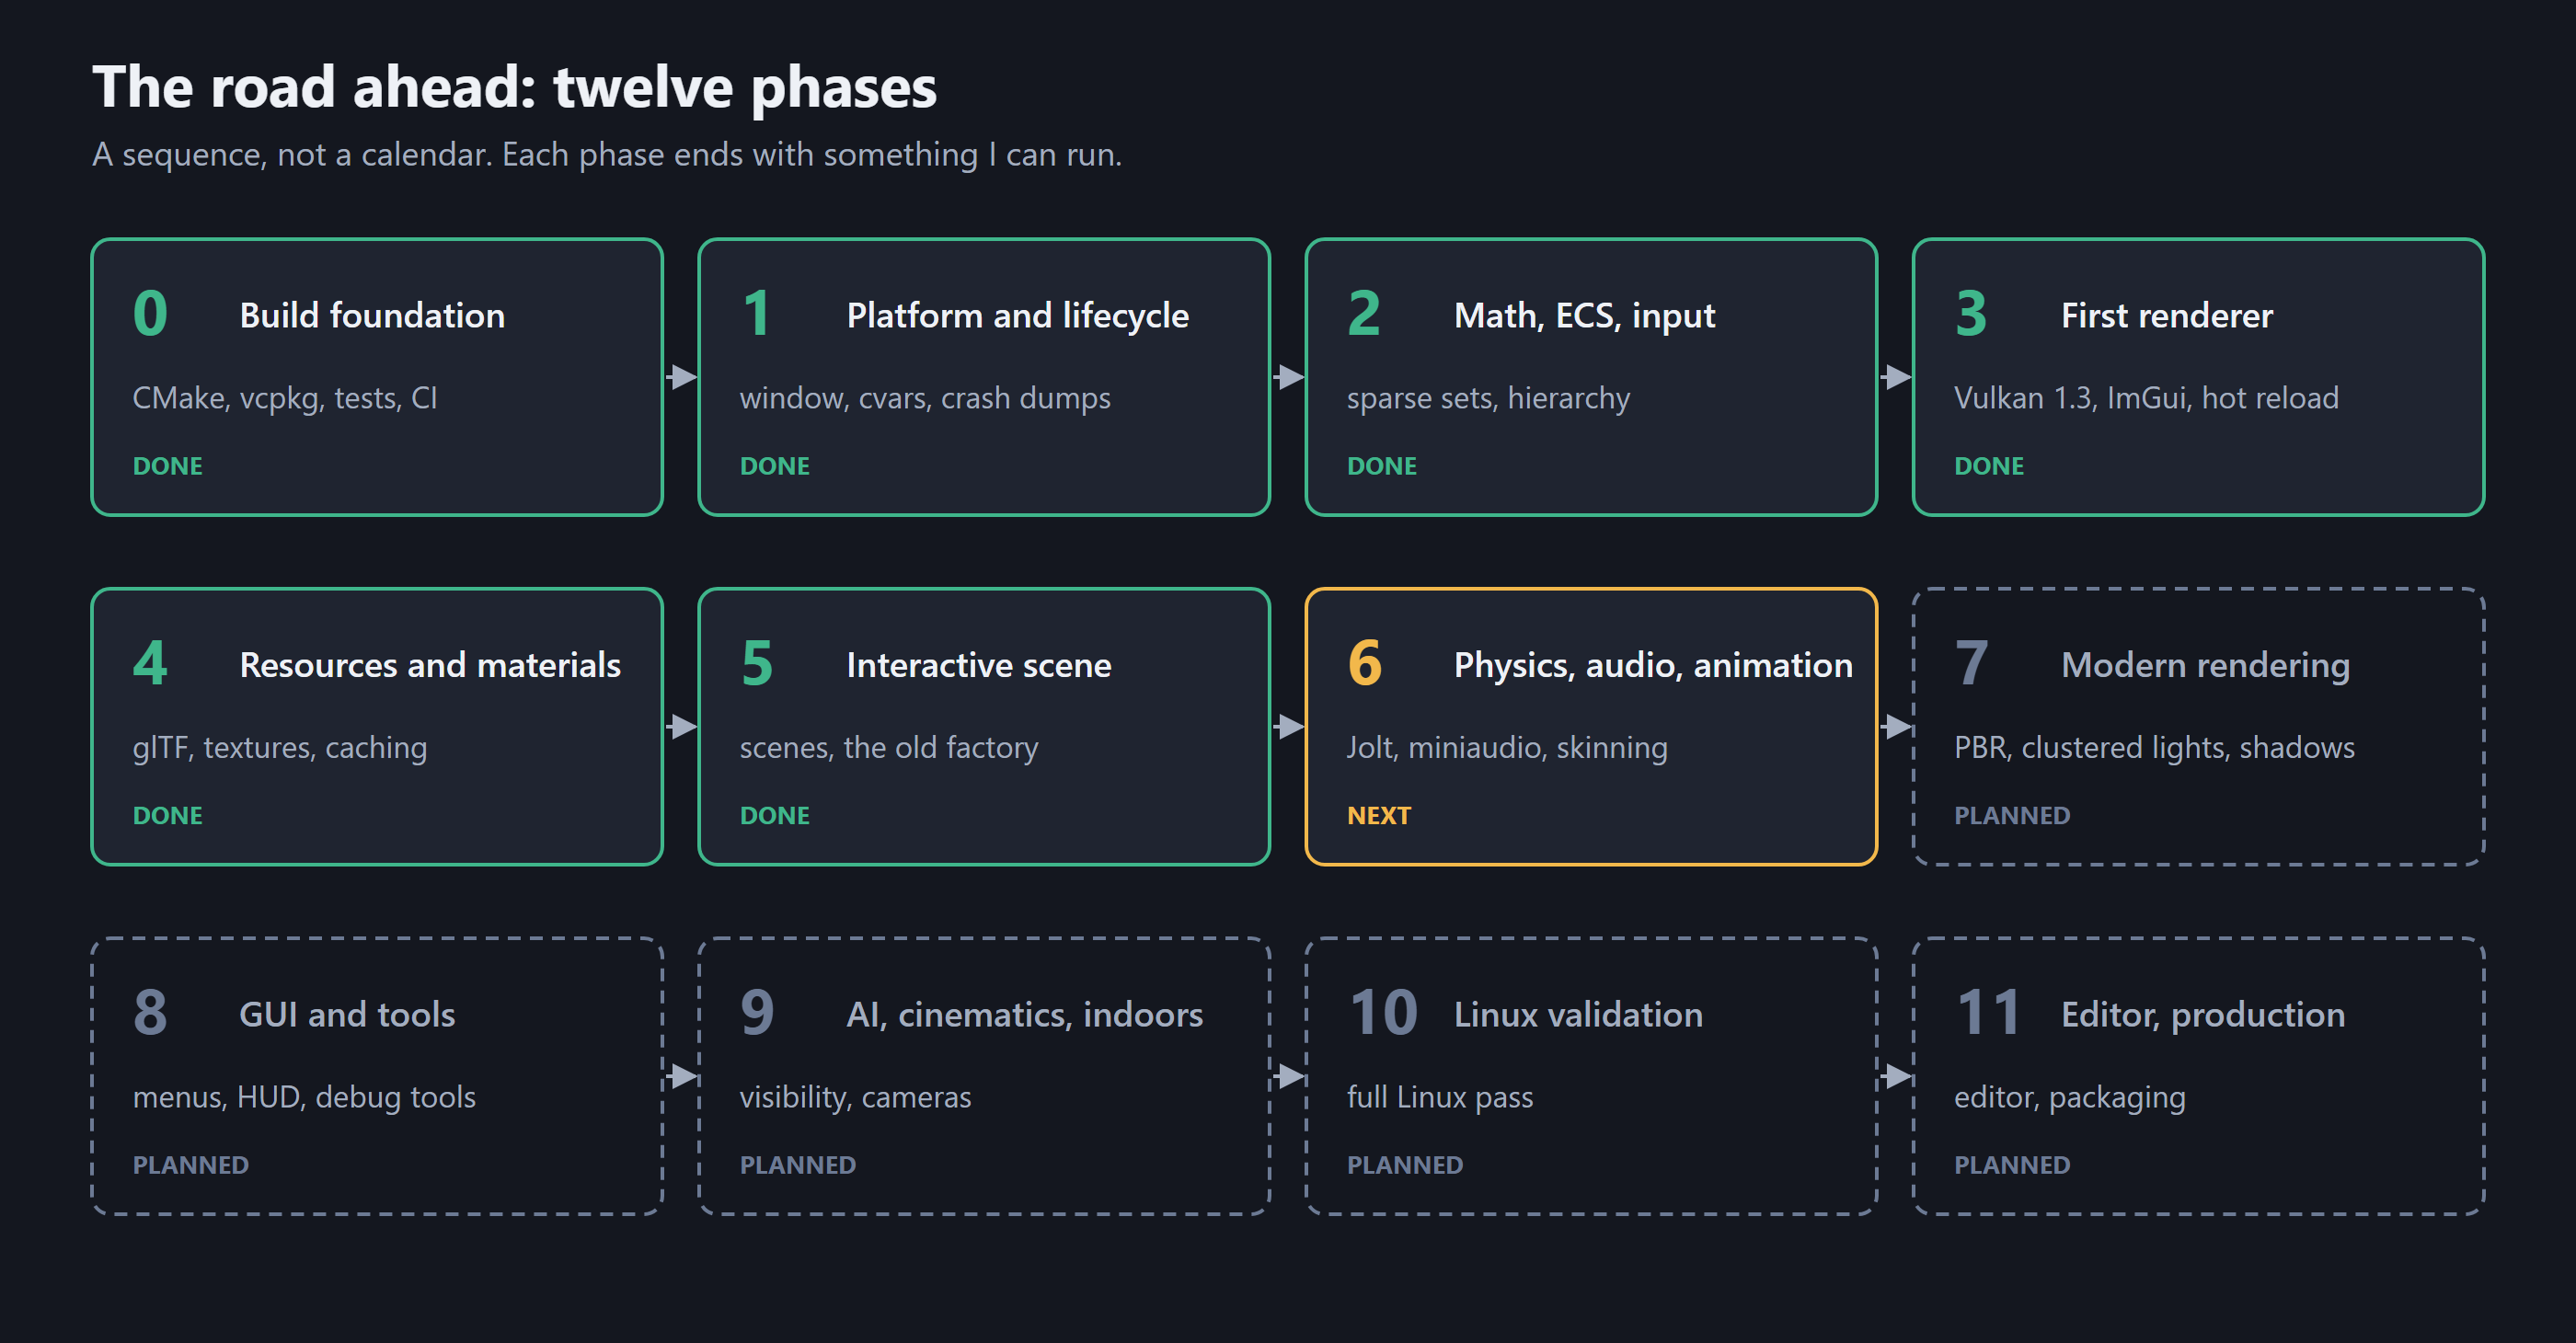 The road ahead: twelve phases
A sequence, not a calendar. Each phase ends with something I can run.
0 Build foundation
CMake, vcpkg, tests, CI
DONE
1 Platform and lifecycle
window, cvars, crash dumps
DONE
2 Math, ECS, input
sparse sets, hierarchy
DONE
3 First renderer
Vulkan 1.3, ImGui, hot reload
DONE
4 Resources and materials
glTF, textures, caching
DONE
5 Interactive scene
scenes, the old factory
DONE
6 Physics, audio, animation
Jolt, miniaudio, skinning
NEXT
7 Modern rendering
PBR, clustered lights, shadows
PLANNED
8 GUI and tools
menus, HUD, debug tools
PLANNED
9 AI, cinematics, indoors
visibility, cameras
PLANNED
10 Linux validation
full Linux pass
PLANNED
11 Editor, production
editor, packaging
PLANNED